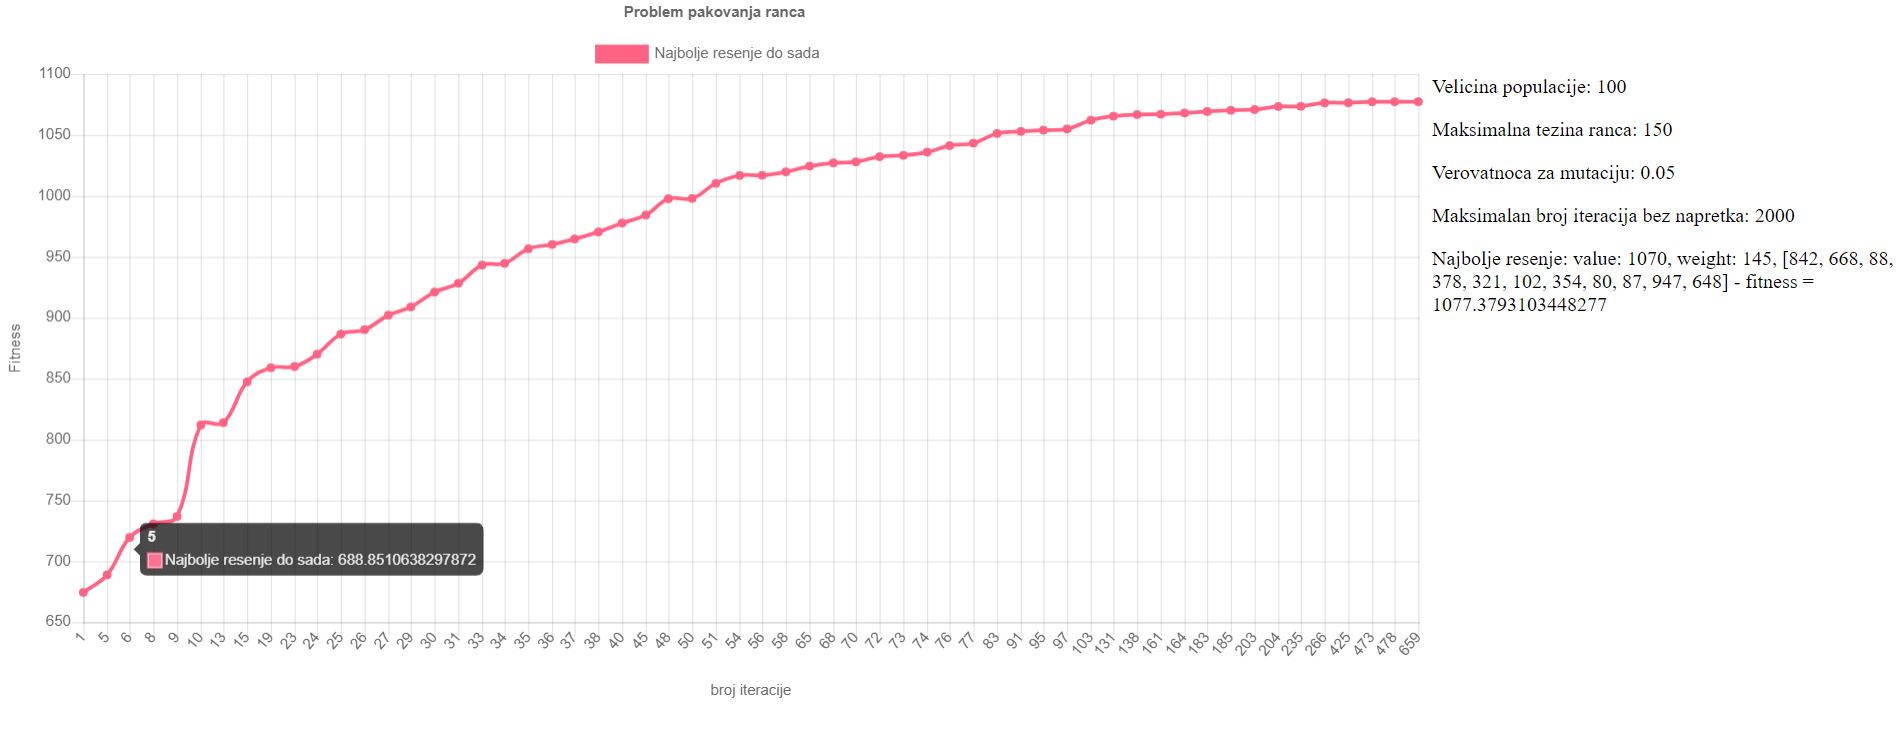 Problem pakovanja ranca
Najbolje resenje do sada
1100
1050
1000
950
900
850
800
750
700
650
Fitness
5
Najbolje resenje do sada: 688.8510638297872
1 5 6 8 9 10 13 15 19 23 24 25 26 27 29 30 31 33 34 35 36 37 38 40 45 48 50 51 54 56 58 65 68 70 72 73 74 76 77 83 91 95 97 103 131 138 161 164 183 185 203 204 235 266 425 473 478 659
broj iteracije
Velicina populacije: 100
Maksimalna tezina ranca: 150
Verovatnoca za mutaciju: 0.05
Maksimalan broj iteracija bez napretka: 2000
Najbolje resenje: value: 1070, weight: 145, [842, 668, 88,
378, 321, 102, 354, 80, 87, 947, 648] - fitness =
1077.3793103448277